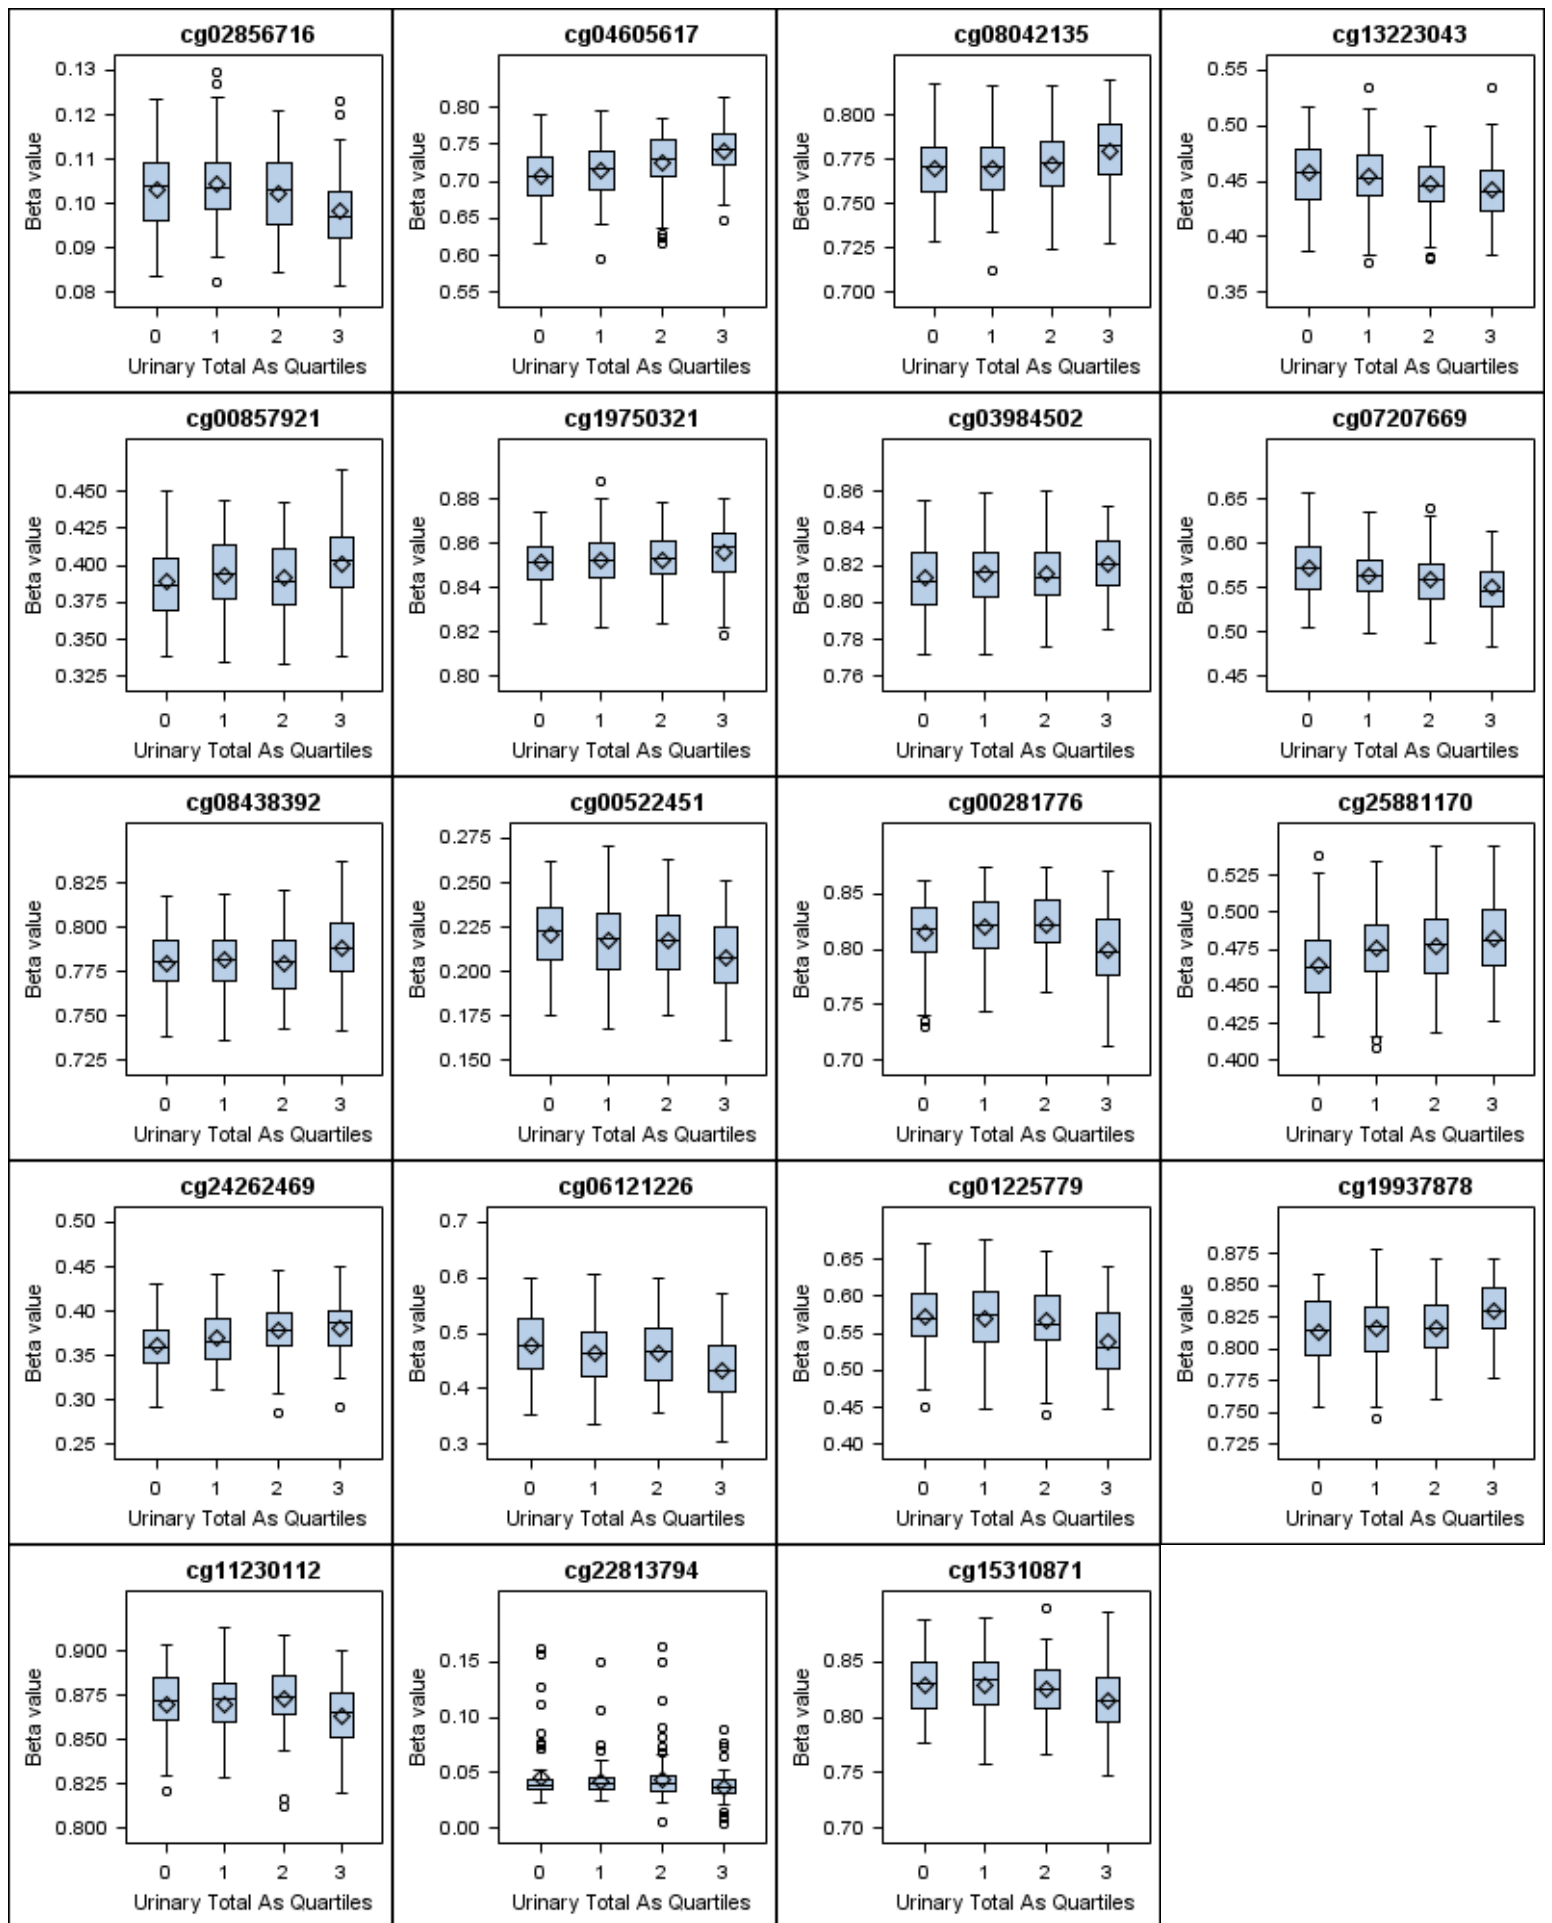 cg02856716
Beta value
0.13
0.12
0.11
0.10
0.09
0.08
0 1 2 3
Urinary Total As Quartiles
cg04605617
Beta value
0.80
0.75
0.70
0.65
0.60
0.55
0 1 2 3
Urinary Total As Quartiles
cg08042135
Beta value
0.800
0.775
0.750
0.725
0.700
0 1 2 3
Urinary Total As Quartiles
cg13223043
Beta value
0.55
0.50
0.45
0.40
0.35
0 1 2 3
Urinary Total As Quartiles
cg00857921
Beta value
0.450
0.425
0.400
0.375
0.350
0.325
0 1 2 3
Urinary Total As Quartiles
cg19750321
Beta value
0.88
0.86
0.84
0.82
0.80
0 1 2 3
Urinary Total As Quartiles
cg03984502
Beta value
0.86
0.84
0.82
0.80
0.78
0.76
0 1 2 3
Urinary Total As Quartiles
cg07207669
Beta value
0.65
0.60
0.55
0.50
0.45
0 1 2 3
Urinary Total As Quartiles
cg08438392
Beta value
0.825
0.800
0.775
0.750
0.725
0 1 2 3
Urinary Total As Quartiles
cg00522451
Beta value
0.275
0.250
0.225
0.200
0.175
0.150
0 1 2 3
Urinary Total As Quartiles
cg00281776
Beta value
0.85
0.80
0.75
0.70
0 1 2 3
Urinary Total As Quartiles
cg25881170
Beta value
0.525
0.500
0.475
0.450
0.425
0.400
0 1 2 3
Urinary Total As Quartiles
cg24262469
Beta value
0.50
0.45
0.40
0.35
0.30
0.25
0 1 2 3
Urinary Total As Quartiles
cg06121226
Beta value
0.7
0.6
0.5
0.4
0.3
0 1 2 3
Urinary Total As Quartiles
cg01225779
Beta value
0.65
0.60
0.55
0.50
0.45
0.40
0 1 2 3
Urinary Total As Quartiles
cg19937878
Beta value
0.875
0.850
0.825
0.800
0.775
0.750
0.725
0 1 2 3
Urinary Total As Quartiles
cg11230112
Beta value
0.900
0.875
0.850
0.825
0.800
0 1 2 3
Urinary Total As Quartiles
cg22813794
Beta value
0.15
0.10
0.05
0.00
0 1 2 3
Urinary Total As Quartiles
cg15310871
Beta value
0.85
0.80
0.75
0.70
0 1 2 3
Urinary Total As Quartiles